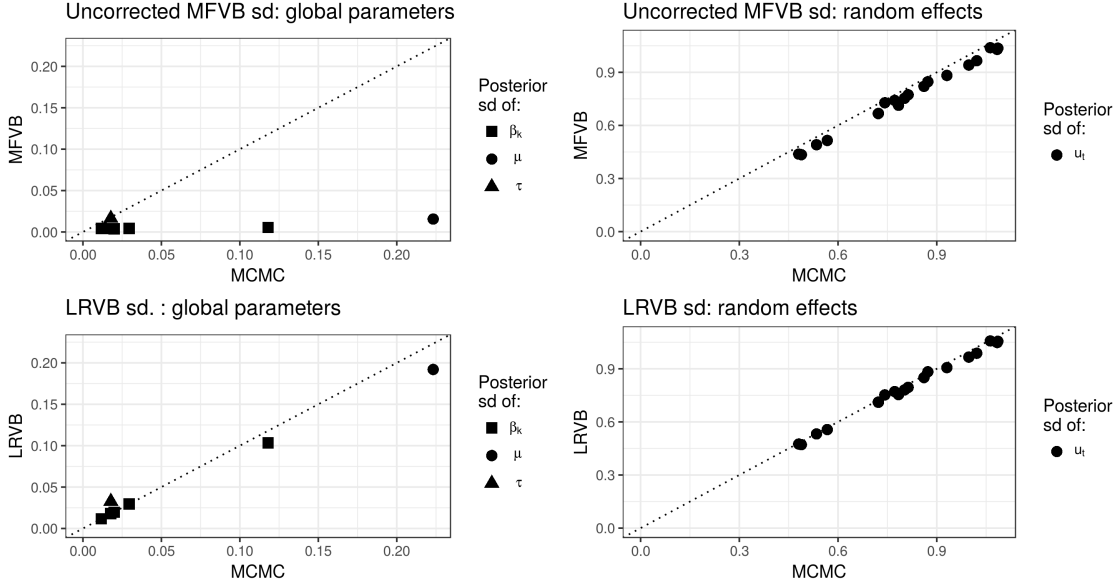 Uncorrected MFVB sd: global parameters
MFVB
0.20
0.15
0.10
0.05
0.00
0.00 0.05 0.10 0.15 0.20
MCMC
Posterior
sd of:
βk
μ
τ
Uncorrected MFVB sd: random effects
MFVB
0.9
0.6
0.3
0.0
0.0 0.3 0.6 0.9
MCMC
Posterior
sd of:
ut
LRVB sd. : global parameters
LRVB
0.20
0.15
0.10
0.05
0.00
0.00 0.05 0.10 0.15 0.20
MCMC
Posterior
sd of:
βk
μ
τ
LRVB sd: random effects
LRVB
0.9
0.6
0.3
0.0
0.0 0.3 0.6 0.9
MCMC
Posterior
sd of:
ut